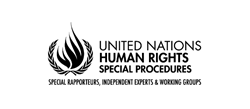 UNITED NATIONS
HUMAN RIGHTS
SPECIAL PROCEDURES
SPECIAL RAPPORTEURS, INDEPENDENT EXPERTS & WORKING GROUPS